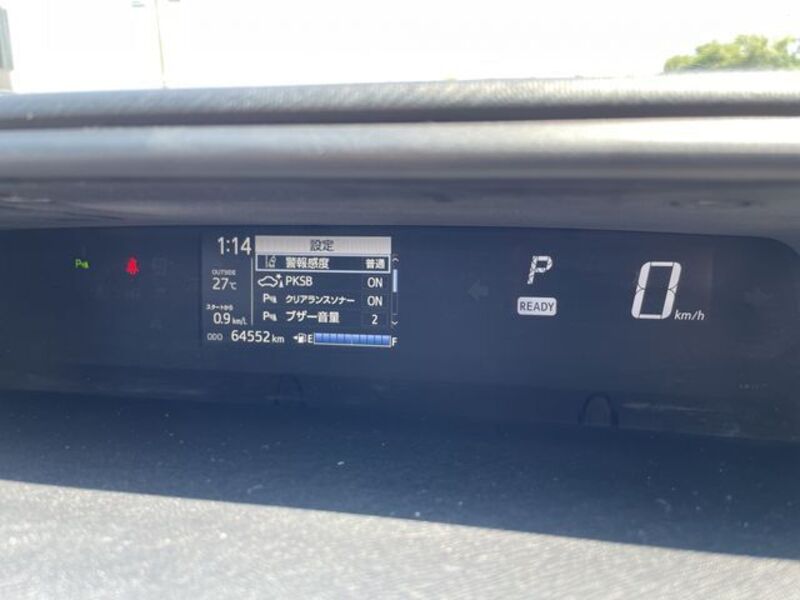 1:14
設定
OUTSIDE
27℃
スタートから
0.9km/L
警報感度 普通
PKSB ON
P クリアランスソナー ON
P ブザー音量 2
ODO 64552 km
E F
P
READY
0 km/h